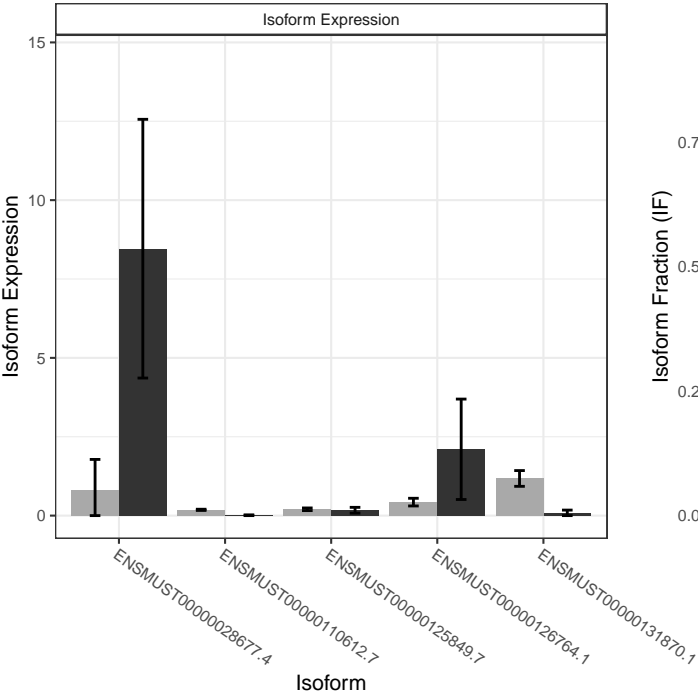 Isoform Expression
15
10
5
0
Isoform Expression
ENSMUST00000028677.4
ENSMUST00000110612.7
ENSMUST00000125849.7
ENSMUST00000126764.1
ENSMUST00000131870.1
Isoform
Isoform Fraction (IF)
0.7
0.5
0.2
0.0